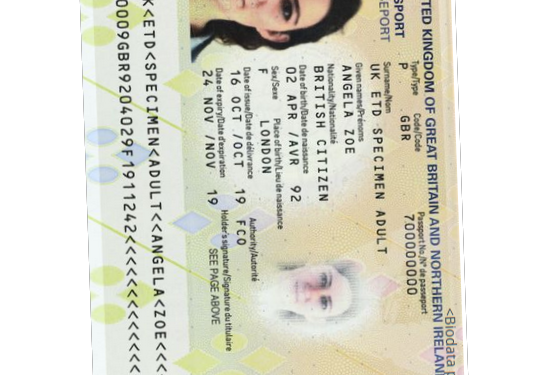 <Biodata p
TED KINGDOM OF GREAT BRITAIN AND NORTHERN IRELAN
SPORT
EPORT
Type/Type Code/Code Passport No./N° de passeport
P GBR 700000000
Surname/Nom
UK ETD SPECIMEN ADULT
Given names/Prénoms
ANGELA ZOE
Nationality/Nationalité
BRITISH CITIZEN
Date of birth/Date de naissance
02 APR /AVR 92
Sex/Sexe Place of birth/Lieu de naissance
F LONDON
Date of issue/Date de délivrance Authority/Autorité
16 OCT /OCT 19 FCO
Date of expiry/Date d'expiration Holder's signature/Signature du titulaire
24 NOV /NOV 19 SEE PAGE ABOVE
K<ETD<SPECIMEN<ADULT<<ANGELA<ZOE<<<
0009GBR9204029F1911242<<<<<<<<<<<<<